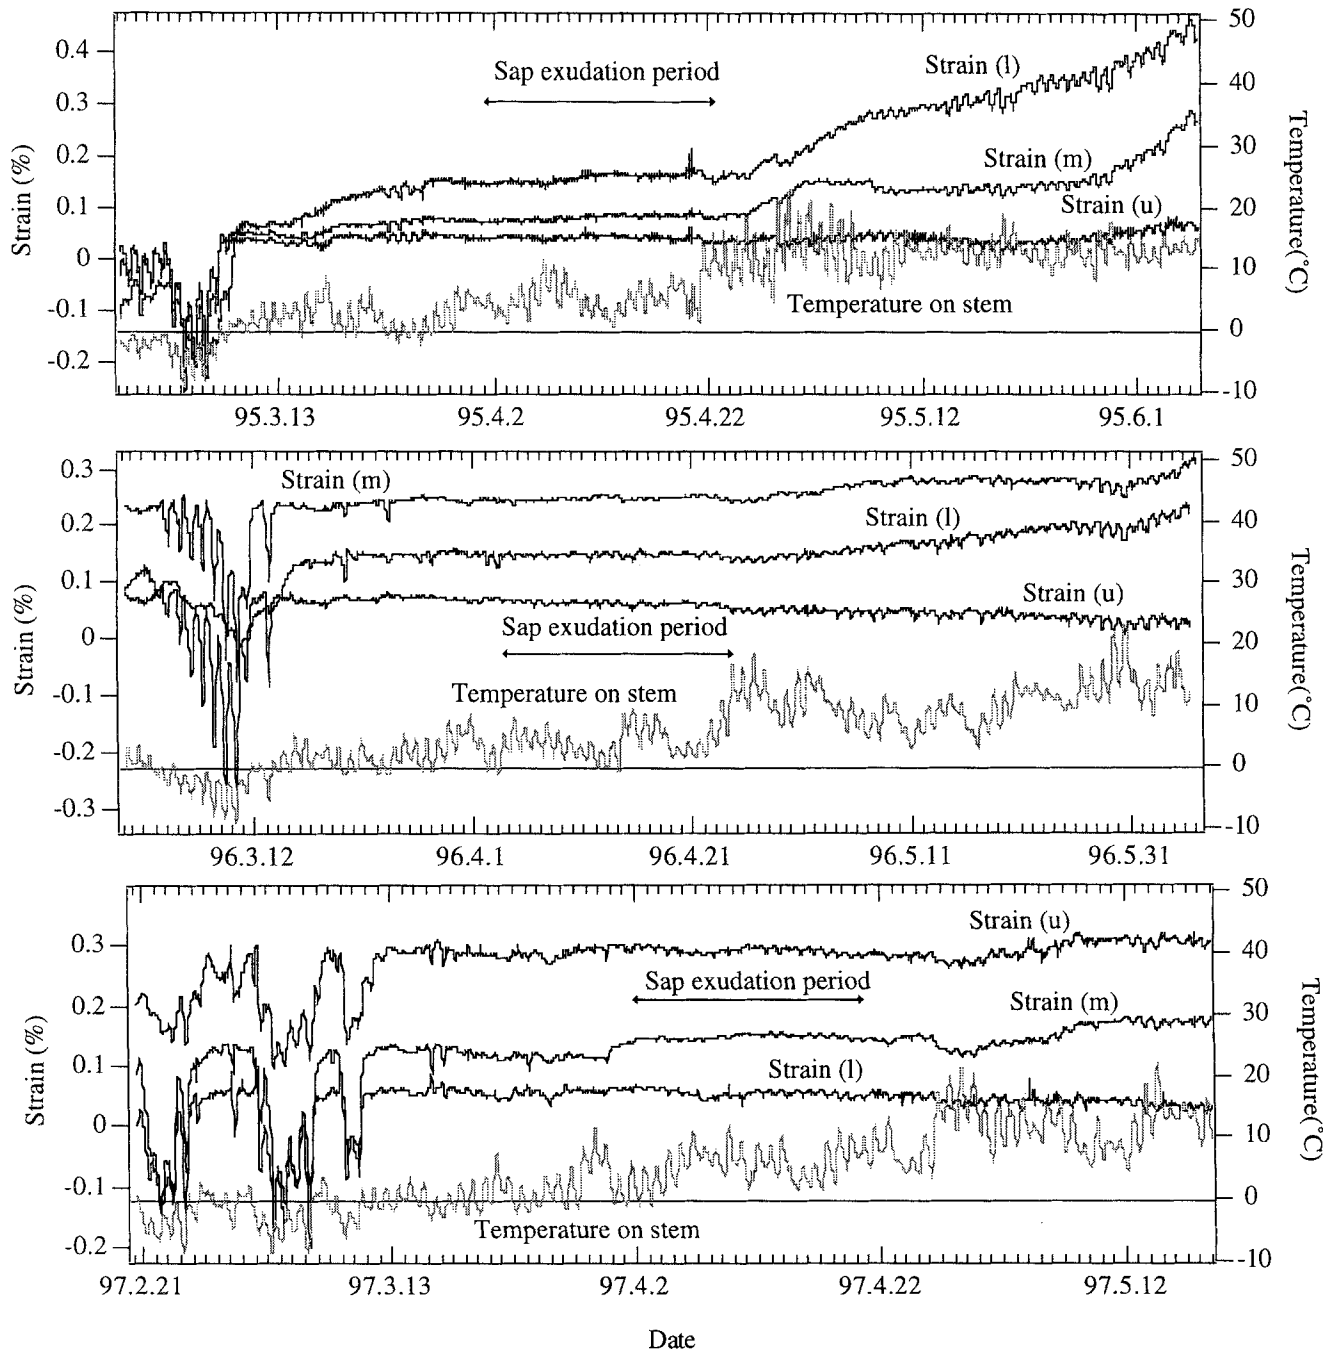 50
0.4
Strain (l)
Sap exudation period
40
0.3
30
0.2
Strain (m)
Strain (%)
Temperature(°C)
0.1
Strain (u)
20
0
10
Temperature on stem
-0.1
0
-0.2
-10
95.3.13 95.4.2 95.4.22 95.5.12 95.6.1
0.3
50
Strain (m)
0.2
Strain (l)
40
0.1
30
Strain (u)
Strain (%)
Temperature(°C)
0
Sap exudation period
20
-0.1
Temperature on stem
10
-0.2
0
-0.3
-10
96.3.12 96.4.1 96.4.21 96.5.11 96.5.31
50
0.3
Strain (u)
40
Sap exudation period
0.2
Strain (m)
30
Strain (%)
Temperature(°C)
0.1
Strain (l)
20
0
10
-0.1
0
Temperature on stem
-0.2
-10
97.2.21 97.3.13 97.4.2 97.4.22 97.5.12
Date